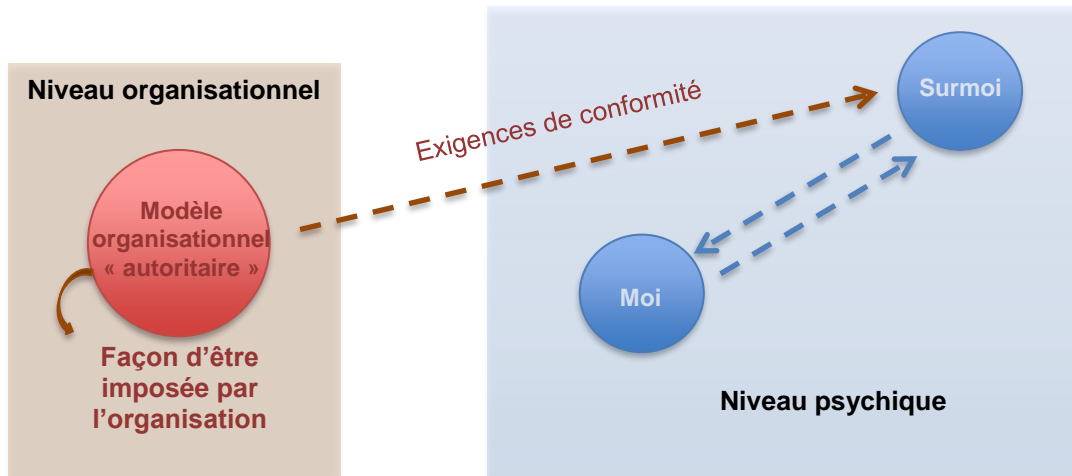 Niveau organisationnel
Modèle
organisationnel
« autoritaire »
Façon d’être
imposée par
l’organisation
Exigences de conformité
Surmoi
Moi
Niveau psychique